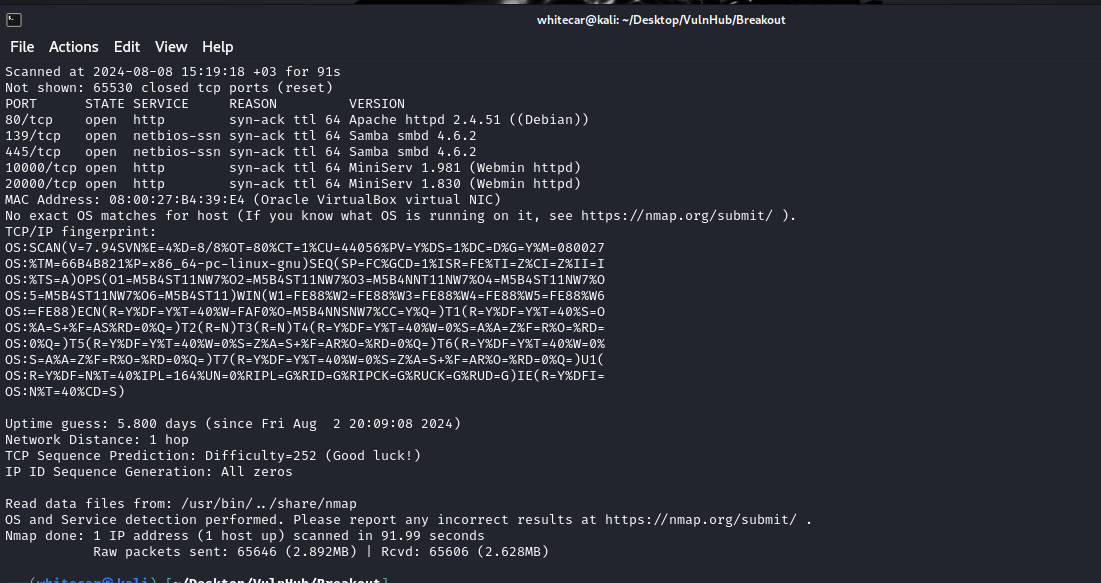 whitecar@kali: ~/Desktop/VulnHub/Breakout
File Actions Edit View Help
Scanned at 2024-08-08 15:19:18 +03 for 91s
Not shown: 65530 closed tcp ports (reset)
PORT      STATE SERVICE     REASON         VERSION
80/tcp    open  http        syn-ack ttl 64 Apache httpd 2.4.51 ((Debian))
139/tcp   open  netbios-ssn syn-ack ttl 64 Samba smbd 4.6.2
445/tcp   open  netbios-ssn syn-ack ttl 64 Samba smbd 4.6.2
10000/tcp open  http        syn-ack ttl 64 MiniServ 1.981 (Webmin httpd)
20000/tcp open  http        syn-ack ttl 64 MiniServ 1.830 (Webmin httpd)
MAC Address: 08:00:27:B4:39:E4 (Oracle VirtualBox virtual NIC)
No exact OS matches for host (If you know what OS is running on it, see https://nmap.org/submit/ ).
TCP/IP fingerprint:
OS:SCAN(V=7.94SVN%E=4%D=8/8%OT=80%CT=1%CU=44056%PV=Y%DS=1%DC=D%G=Y%M=080027
OS:%TM=66B4B821%P=x86_64-pc-linux-gnu)SEQ(SP=FC%GCD=1%ISR=FE%TI=Z%CI=Z%II=I
OS:%TS=A)OPS(O1=M5B4ST11NW7%O2=M5B4ST11NW7%O3=M5B4NNT11NW7%O4=M5B4ST11NW7%O
OS:5=M5B4ST11NW7%O6=M5B4ST11)WIN(W1=FE88%W2=FE88%W3=FE88%W4=FE88%W5=FE88%W6
OS:=FE88)ECN(R=Y%DF=Y%T=40%W=FAF0%O=M5B4NNSNW7%CC=Y%Q=)T1(R=Y%DF=Y%T=40%S=O
OS:%A=S+%F=AS%RD=0%Q=)T2(R=N)T3(R=N)T4(R=Y%DF=Y%T=40%W=0%S=A%A=Z%F=R%O=%RD=
OS:0%Q=)T5(R=Y%DF=Y%T=40%W=0%S=Z%A=S+%F=AR%O=%RD=0%Q=)T6(R=Y%DF=Y%T=40%W=0%
OS:S=A%A=Z%F=R%O=%RD=0%Q=)T7(R=Y%DF=Y%T=40%W=0%S=Z%A=S+%F=AR%O=%RD=0%Q=)U1(
OS:R=Y%DF=N%T=40%IPL=164%UN=0%RIPL=G%RID=G%RIPCK=G%RUCK=G%RUD=G)IE(R=Y%DFI=
OS:N%T=40%CD=S)
Uptime guess: 5.800 days (since Fri Aug  2 20:09:08 2024)
Network Distance: 1 hop
TCP Sequence Prediction: Difficulty=252 (Good luck!)
IP ID Sequence Generation: All zeros
Read data files from: /usr/bin/../share/nmap
OS and Service detection performed. Please report any incorrect results at https://nmap.org/submit/ .
Nmap done: 1 IP address (1 host up) scanned in 91.99 seconds
           Raw packets sent: 65646 (2.892MB) | Rcvd: 65606 (2.628MB)
(whitecar@kali)-[~/Desktop/VulnHub/Breakout]